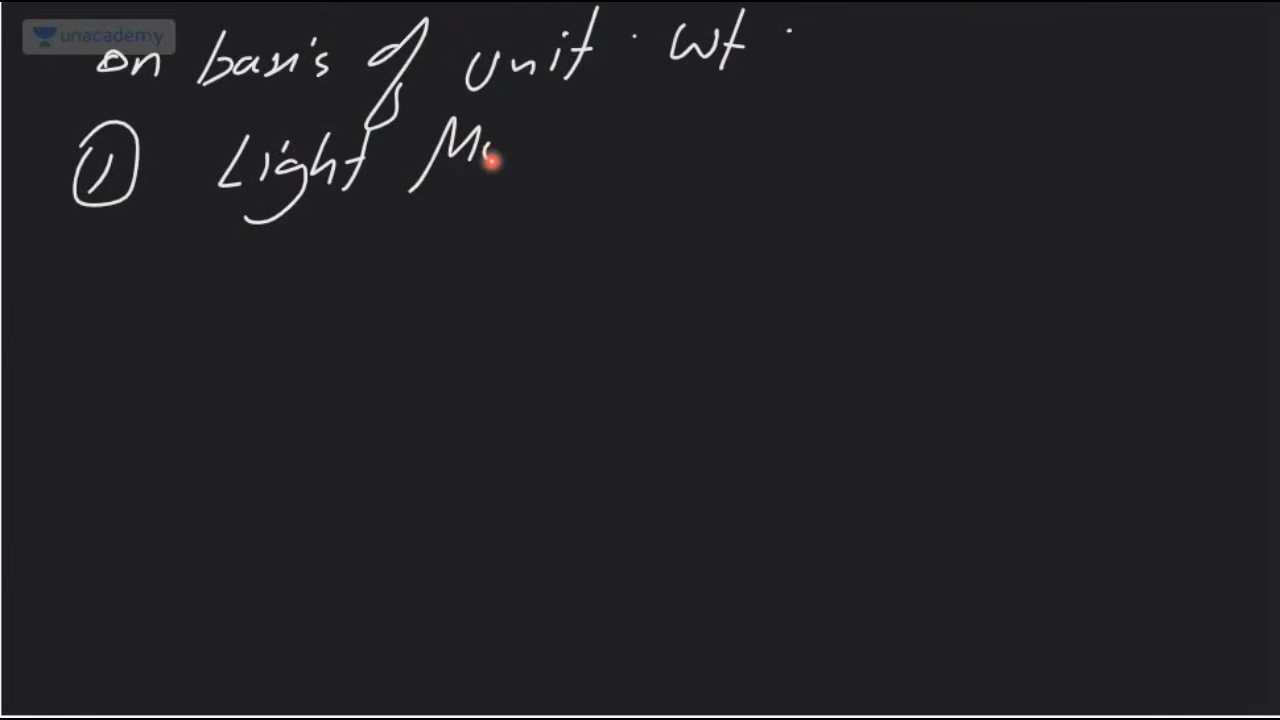 unacademy
on basis of unit. wt.
① Light